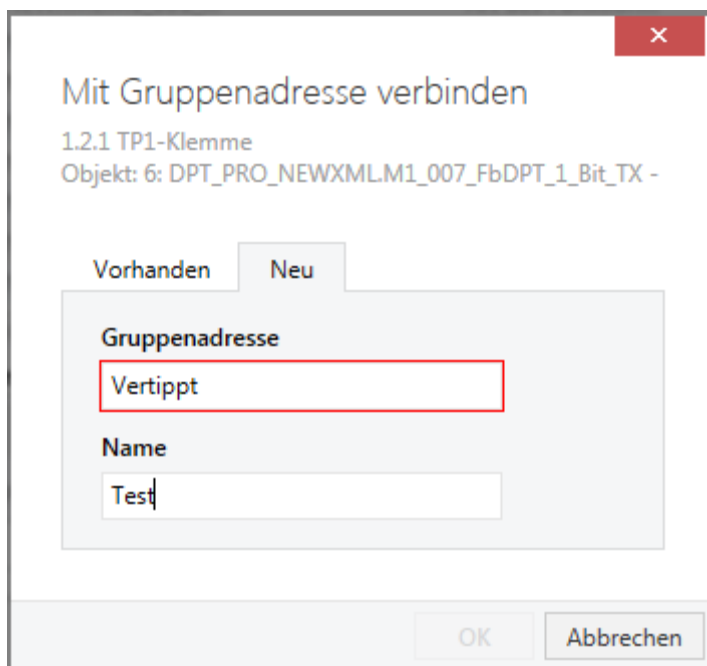 Mit Gruppenadresse verbinden
1.2.1 TP1-Klemme
Objekt: 6: DPT_PRO_NEWXML.M1_007_FbDPT_1_Bit_TX -
Vorhanden Neu
Gruppenadresse
Vertippt
Name
Test
OK Abbrechen